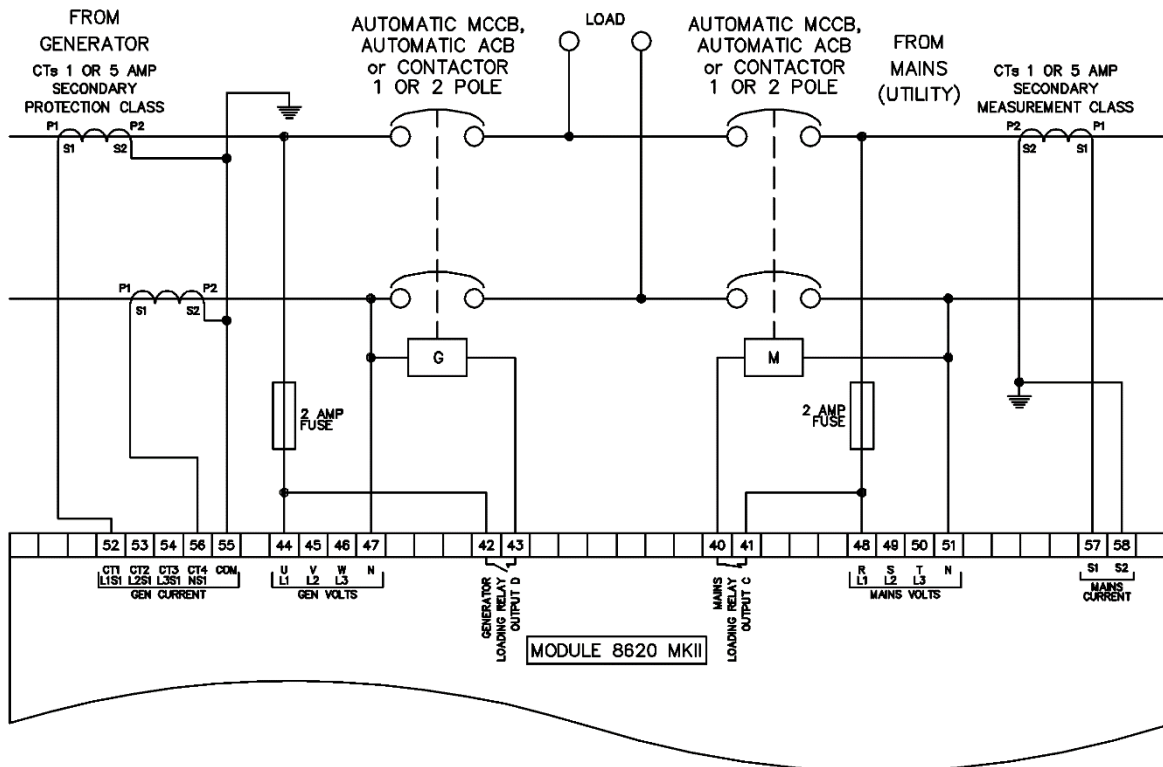 FROM
GENERATOR
CTs 1 OR 5 AMP
SECONDARY
PROTECTION CLASS
AUTOMATIC MCCB,
AUTOMATIC ACB
or CONTACTOR
1 OR 2 POLE
LOAD
AUTOMATIC MCCB,
AUTOMATIC ACB
or CONTACTOR
1 OR 2 POLE
FROM
MAINS
(UTILITY)
CTs 1 OR 5 AMP
SECONDARY
MEASUREMENT CLASS
P1 P2
S1 S2
P2 P1
S2 S1
P1 P2
S1 S2
G
M
2 AMP
FUSE
2 AMP
FUSE
52 53 54 56 55 44 45 46 47 42 43 40 41 48 49 50 51 57 58
CT1 CT2 CT3 CT4 COM
L1S1 L2S1 L3S1 NS1
GEN CURRENT
U V W N
L1 L2 L3
GEN VOLTS
GENERATOR
LOADING RELAY
OUTPUT D
MAINS
LOADING RELAY
OUTPUT C
R S T N
L1 L2 L3
MAINS VOLTS
S1 S2
MAINS
CURRENT
MODULE 8620 MKII